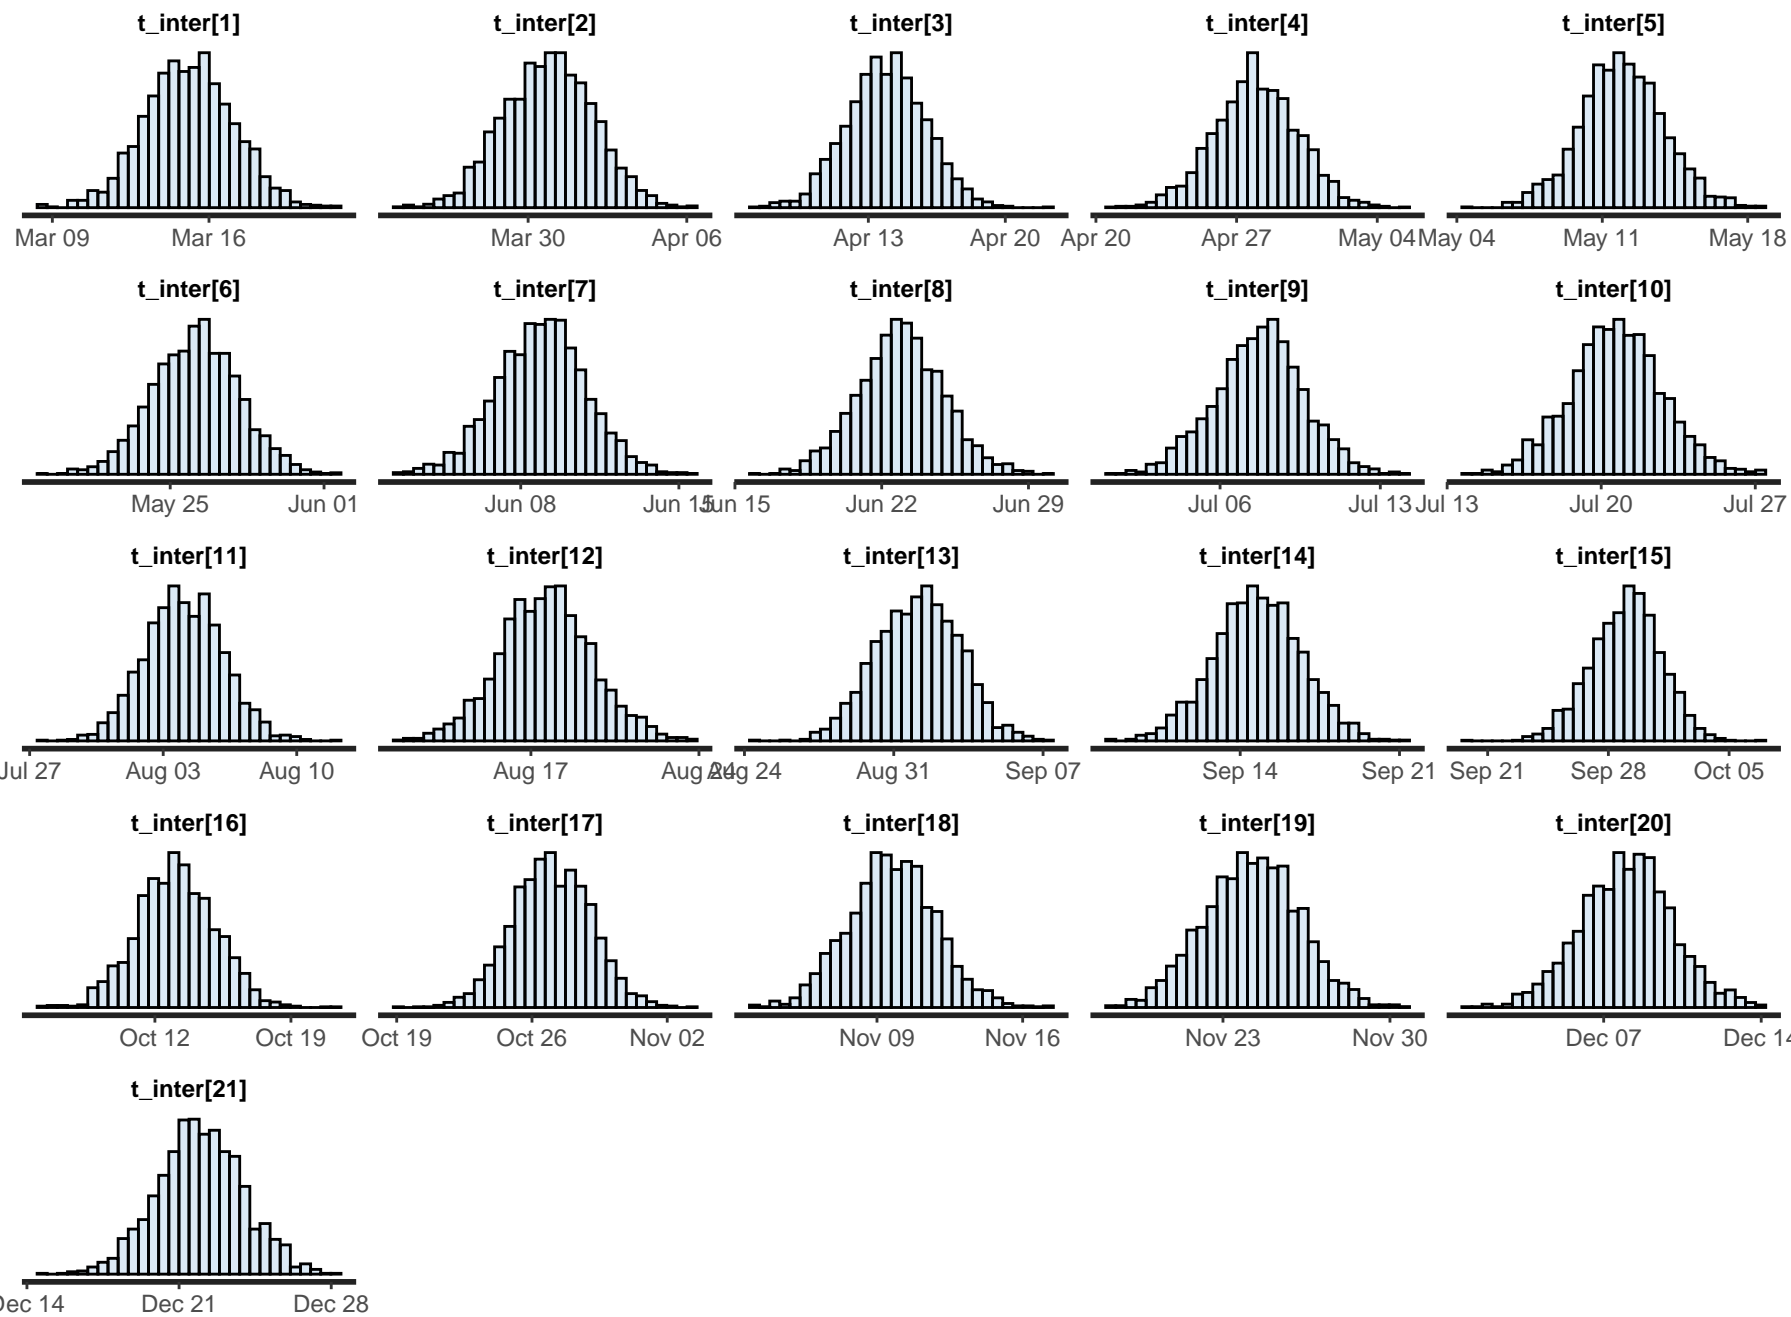 t_inter[1] t_inter[2] t_inter[3] t_inter[4] t_inter[5]
Mar 09 Mar 16 Mar 30 Apr 06 Apr 13 Apr 20 Apr 20 Apr 27 May 04 May 04 May 11 May 18
t_inter[6] t_inter[7] t_inter[8] t_inter[9] t_inter[10]
May 25 Jun 01 Jun 08 Jun 15 Jun 15 Jun 22 Jun 29 Jul 06 Jul 13 Jul 13 Jul 20 Jul 27
t_inter[11] t_inter[12] t_inter[13] t_inter[14] t_inter[15]
Jul 27 Aug 03 Aug 10 Aug 17 Aug 24 Aug 24 Aug 31 Sep 07 Sep 14 Sep 21 Sep 21 Sep 28 Oct 05
t_inter[16] t_inter[17] t_inter[18] t_inter[19] t_inter[20]
Oct 12 Oct 19 Oct 19 Oct 26 Nov 02 Nov 09 Nov 16 Nov 23 Nov 30 Dec 07 Dec 14
t_inter[21]
Dec 14 Dec 21 Dec 28